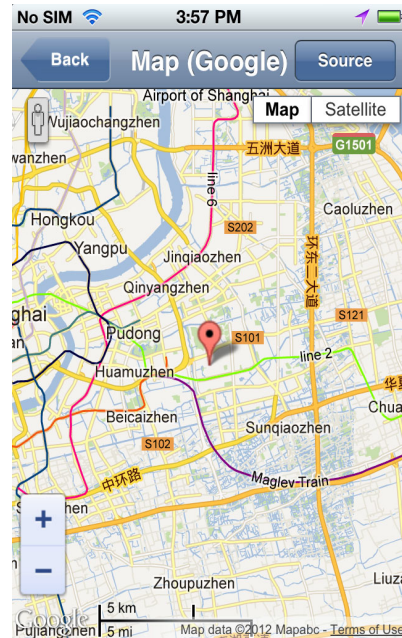 No SIM 3:57 PM
Back Map (Google) Source
Airport of Shanghai
Map Satellite
Wujiaochangzhen
五洲大道 G1501
wanzhen
line 6
Hongkou
Caoluzhen
S202
Yangpu
环东二大道
Jinqiaozhen
Qinyangzhen
ghai
S121
Pudong
S101
line 2
Huamuzhen
Beicaizhen
Sunqiaozhen
S102
中环路
Maglev Train
+
−
Zhoupuzhen
Google
5 km
5 mi
Pujiangzhen
Map data ©2012 Mapabc - Terms of Use